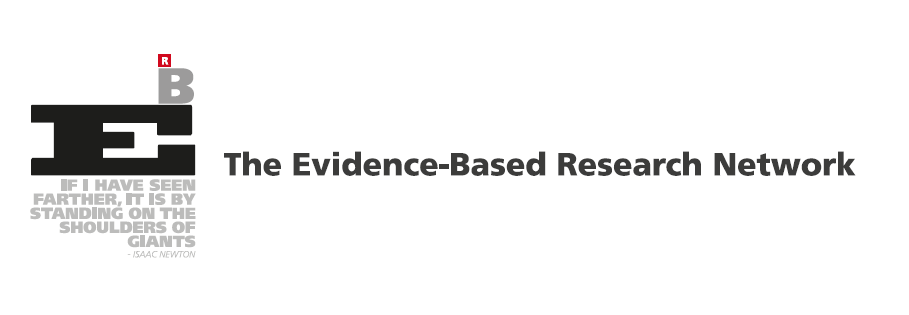 R
B
E
The Evidence-Based Research Network
IF I HAVE SEEN
FARTHER, IT IS BY
STANDING ON THE
SHOULDERS OF
GIANTS
- ISAAC NEWTON